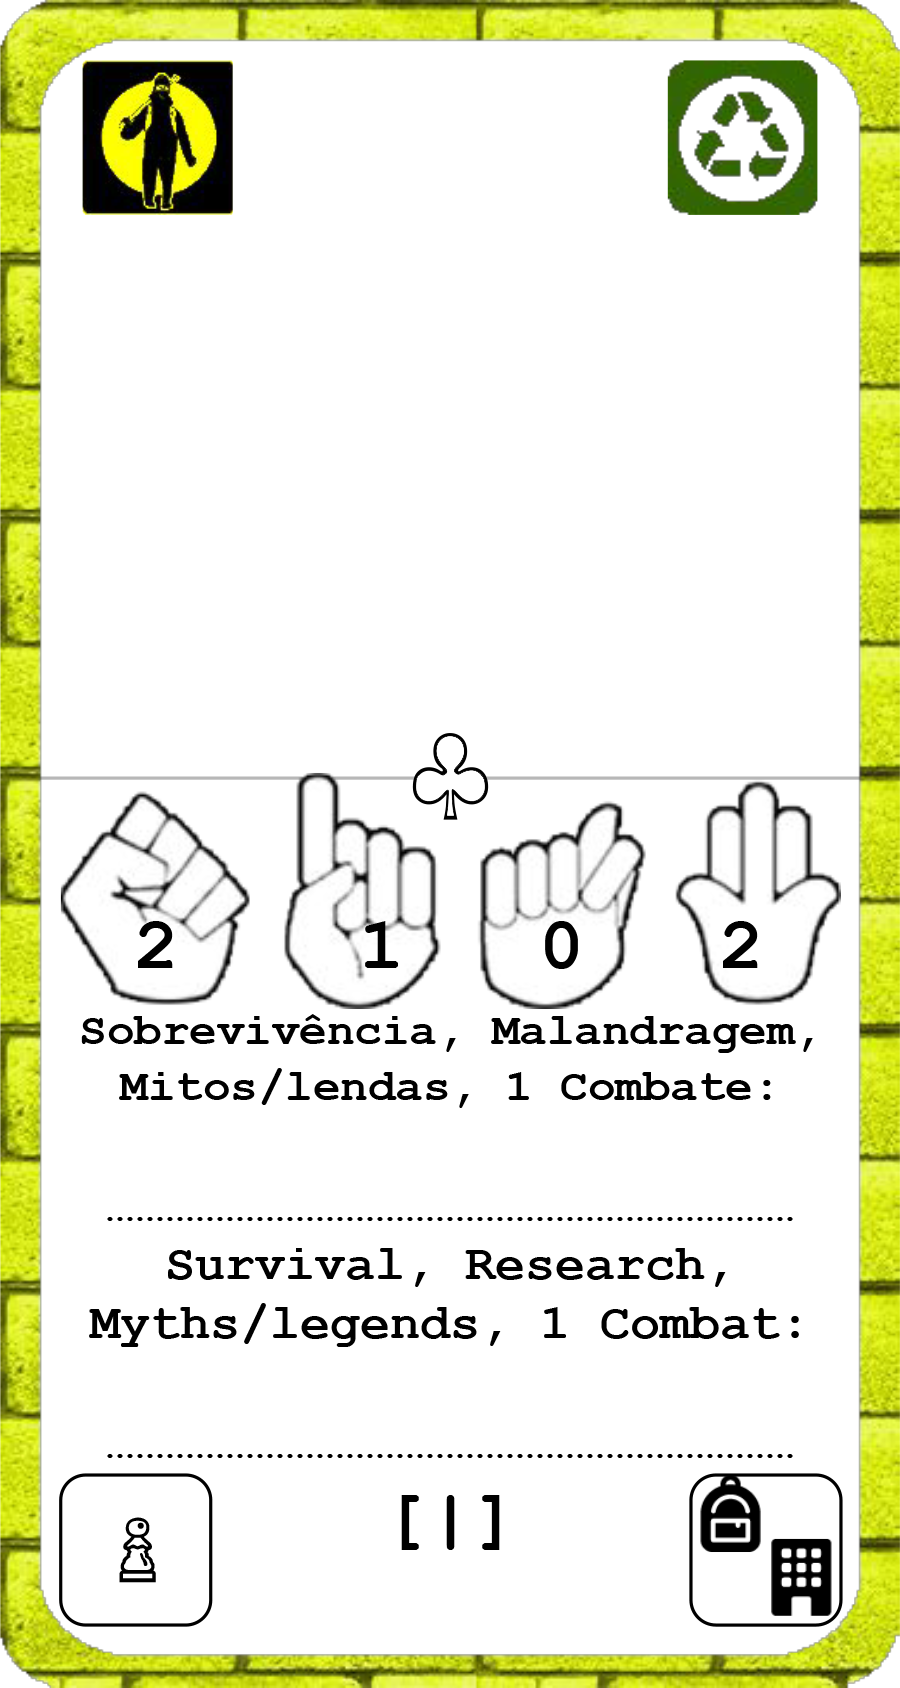 2 1 0 2
Sobrevivência, Malandragem,
Mitos/lendas, 1 Combate:
Survival, Research,
Myths/legends, 1 Combat:
[|]